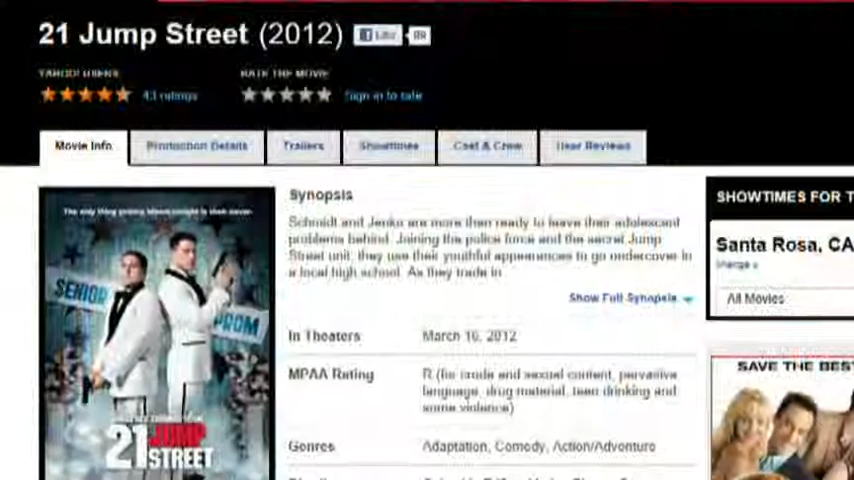 21 Jump Street (2012) Like 99
YAHOO! USERS RATE THE MOVIE
43 ratings Sign in to rate
Movie Info Production Details Trailers Showtimes Cast & Crew User Reviews
Synopsis
Schmidt and Jenko are more than ready to leave their adolescent
problems behind. Joining the police force and the secret Jump
Street unit, they use their youthful appearances to go undercover in
a local high school. As they trade in
Show Full Synopsis
In Theaters March 16, 2012
MPAA Rating R (for crude and sexual content, pervasive
language, drug material, teen drinking and
some violence)
Genres Adaptation, Comedy, Action/Adventure
SENIOR
PROM
21 JUMP
STREET
SHOWTIMES FOR T
Santa Rosa, CA
change
All Movies
SAVE THE BEST